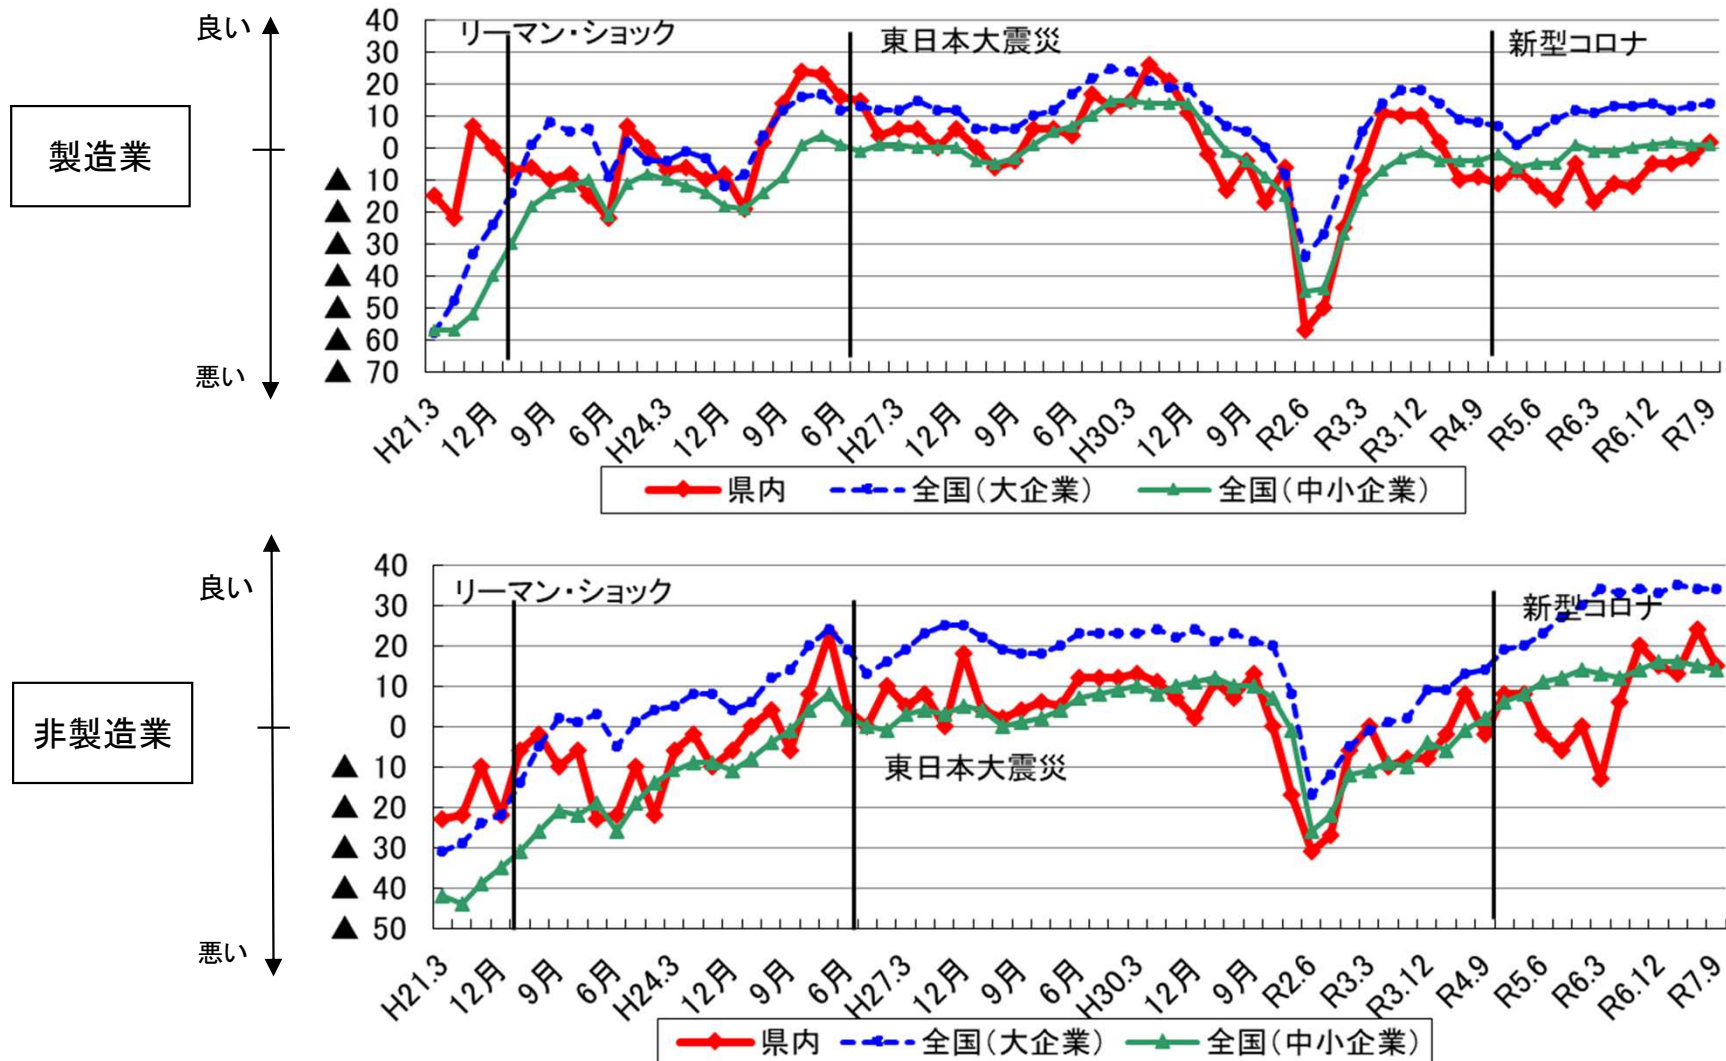 良い
製造業
悪い
40
30
20
10
0
▲ 10
▲ 20
▲ 30
▲ 40
▲ 50
▲ 60
▲ 70
リーマン・ショック
東日本大震災
新型コロナ
H21.3 12月 9月 6月 H24.3 12月 9月 6月 H27.3 12月 9月 6月 H30.3 12月 9月 R2.6 R3.3 R3.12 R4.9 R5.6 R6.3 R6.12 R7.9
県内 全国(大企業) 全国(中小企業)
良い
非製造業
悪い
40
30
20
10
0
▲ 10
▲ 20
▲ 30
▲ 40
▲ 50
リーマン・ショック
新型コロナ
東日本大震災
H21.3 12月 9月 6月 H24.3 12月 9月 6月 H27.3 12月 9月 6月 H30.3 12月 9月 R2.6 R3.3 R3.12 R4.9 R5.6 R6.3 R6.12 R7.9
県内 全国(大企業) 全国(中小企業)